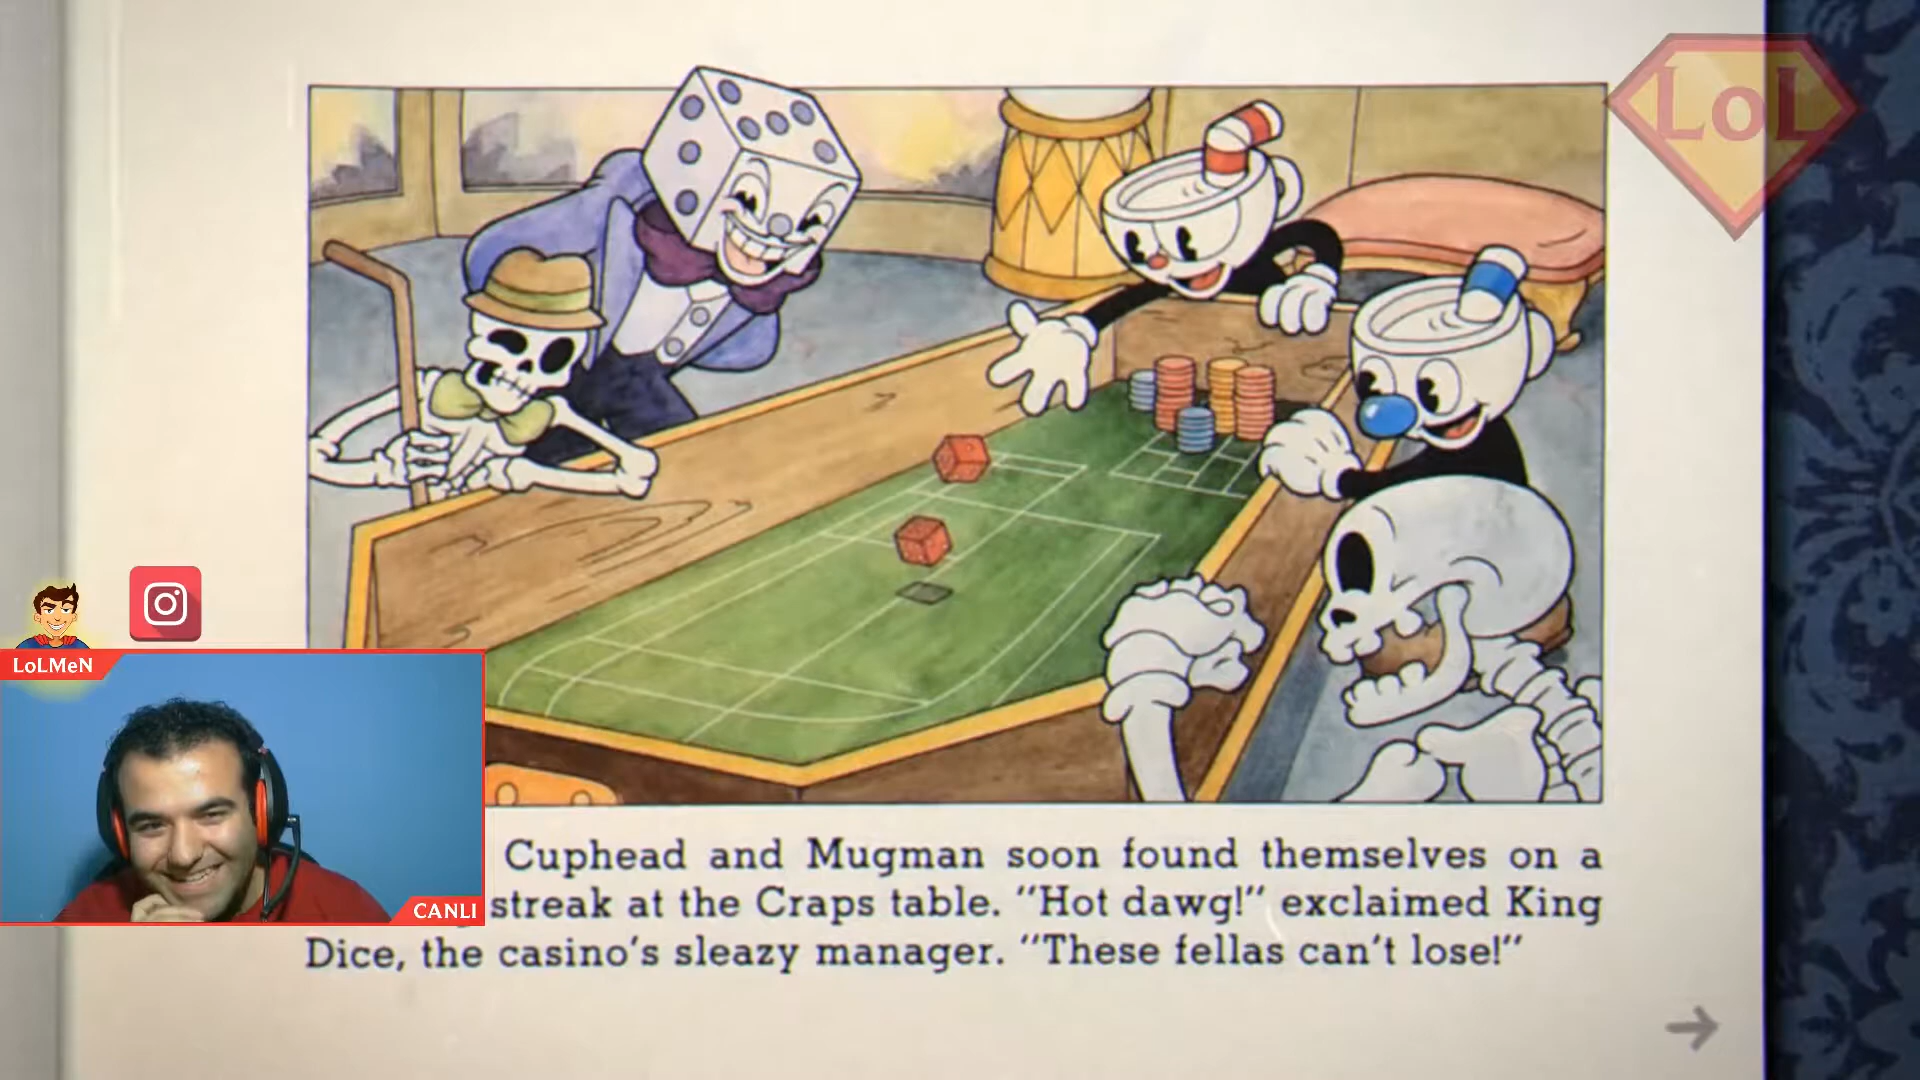 LoL
Cuphead and Mugman soon found themselves on a
streak at the Craps table. “Hot dawg!” exclaimed King
Dice, the casino’s sleazy manager. “These fellas can’t lose!”
LoLMeN
CANLI